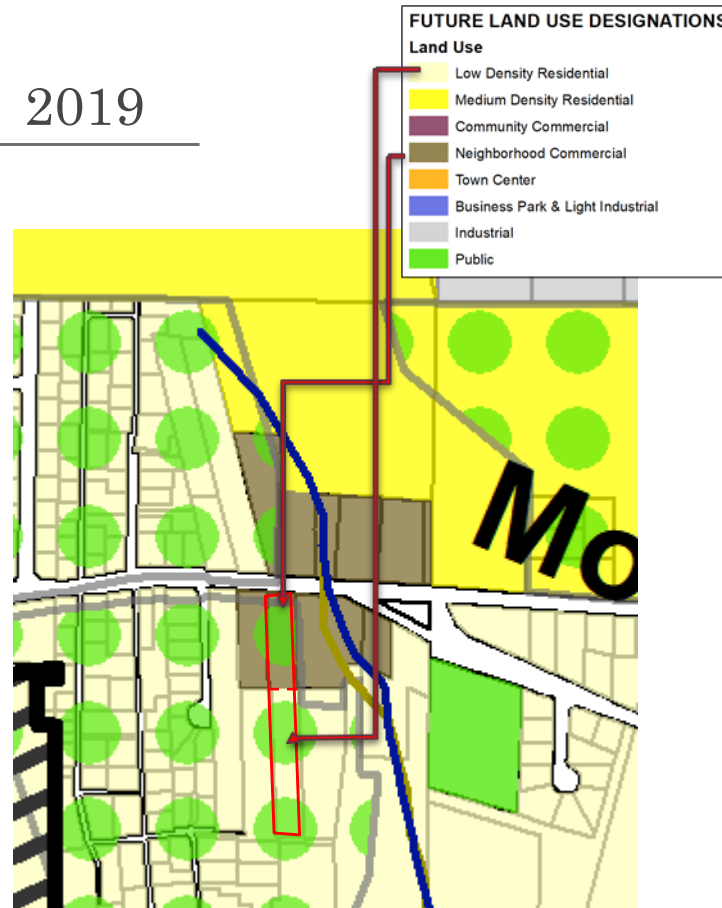 FUTURE LAND USE DESIGNATIONS
Land Use
Low Density Residential
2019
Medium Density Residential
Community Commercial
Neighborhood Commercial
Town Center
Business Park & Light Industrial
Industrial
Public
Mo